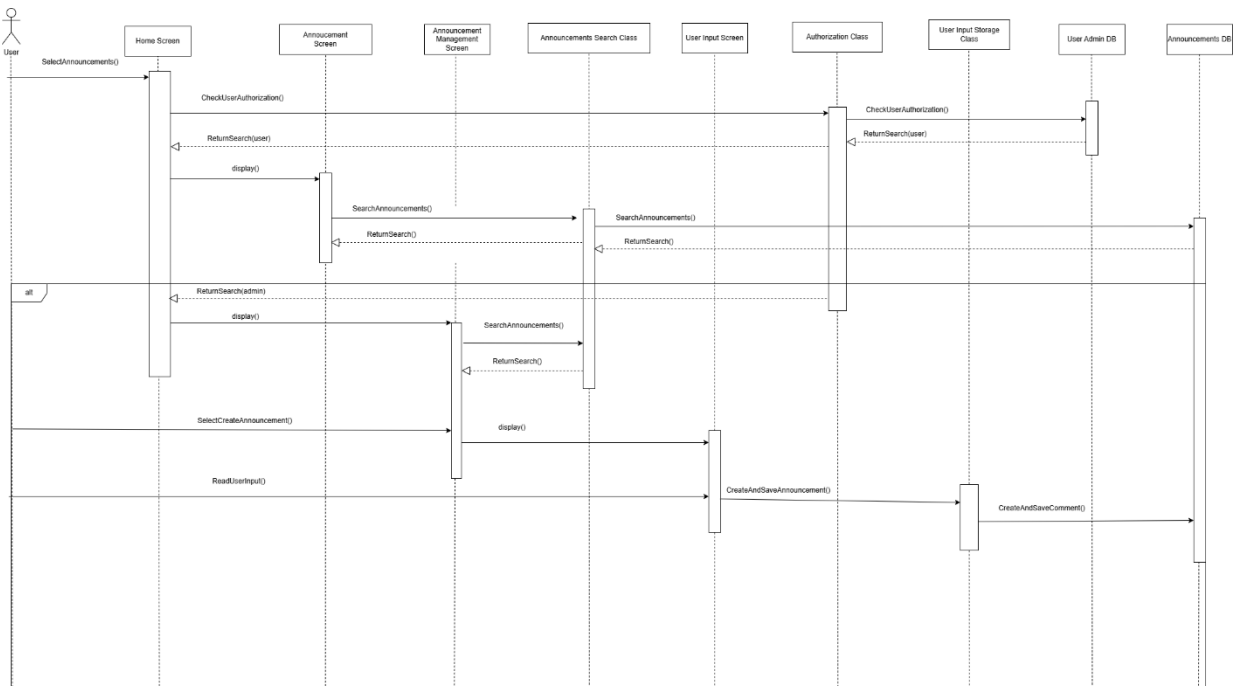 User
Home Screen
Annoucement
Screen
Announcement
Management
Screen
Announcements Search Class
User Input Screen
Authorization Class
User Input Storage
Class
User Admin DB
Announcements DB
SelectAnnouncements()
CheckUserAuthorization()
CheckUserAuthorization()
ReturnSearch(user)
ReturnSearch(user)
display()
SearchAnnouncements()
SearchAnnouncements()
ReturnSearch()
ReturnSearch()
alt
ReturnSearch(admin)
display()
SearchAnnouncements()
ReturnSearch()
SelectCreateAnnouncement()
display()
ReadUserInput()
CreateAndSaveAnnouncement()
CreateAndSaveComment()